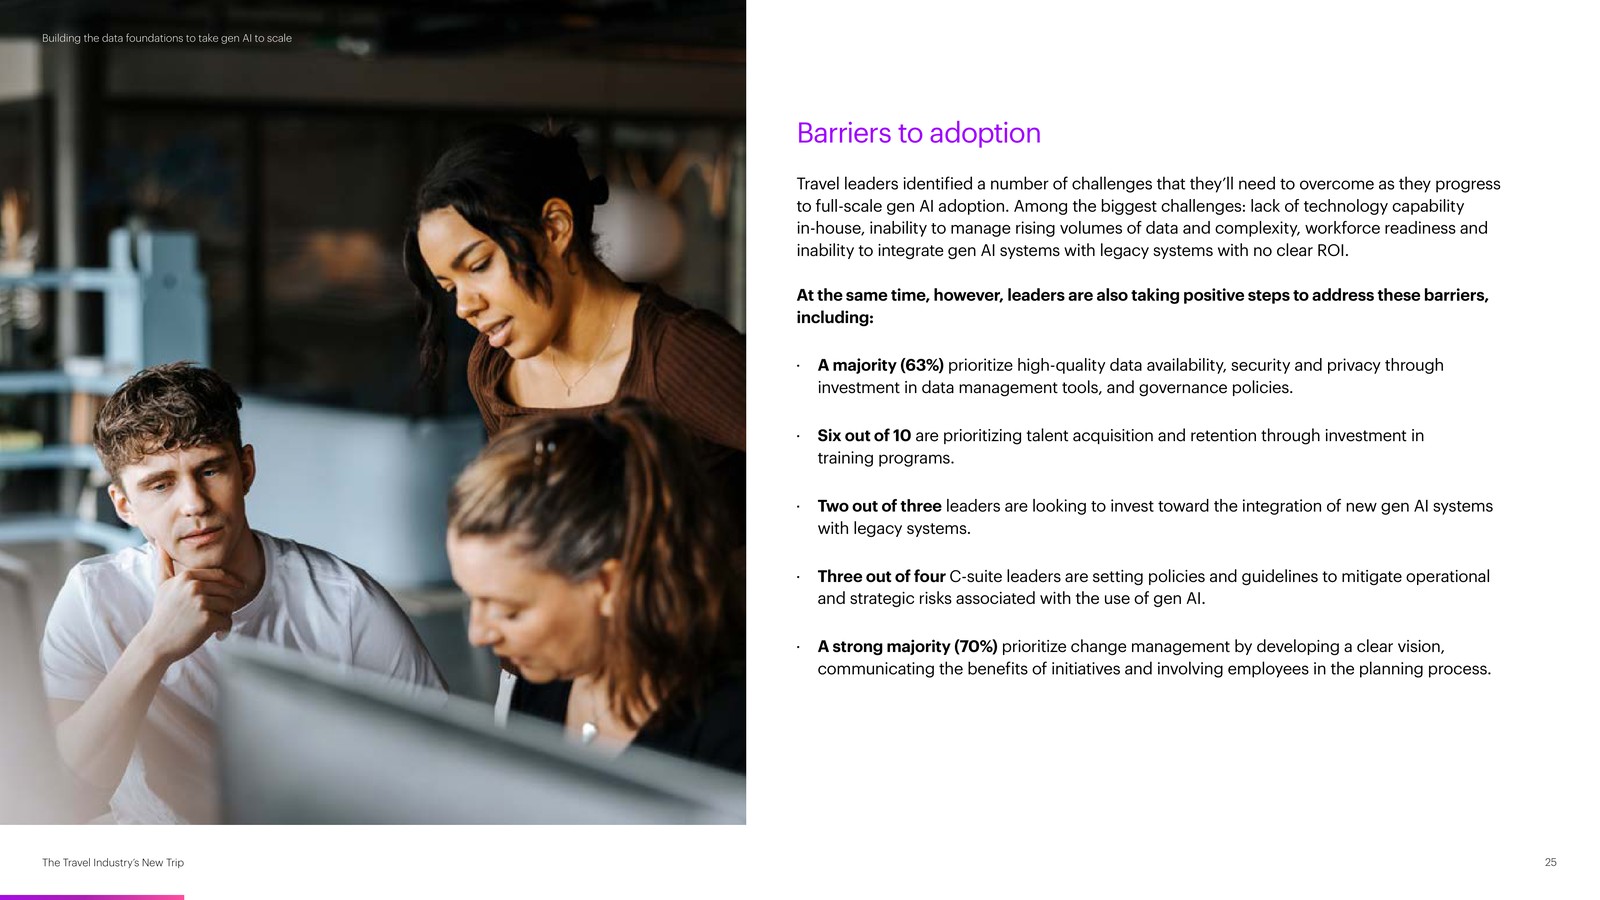 Building the data foundations to take gen AI to scale
Barriers to adoption
Travel leaders identified a number of challenges that they’ll need to overcome as they progress
to full-scale gen AI adoption. Among the biggest challenges: lack of technology capability
in-house, inability to manage rising volumes of data and complexity, workforce readiness and
inability to integrate gen AI systems with legacy systems with no clear ROI.
At the same time, however, leaders are also taking positive steps to address these barriers,
including:
· A majority (63%) prioritize high-quality data availability, security and privacy through
investment in data management tools, and governance policies.
· Six out of 10 are prioritizing talent acquisition and retention through investment in
training programs.
· Two out of three leaders are looking to invest toward the integration of new gen AI systems
with legacy systems.
· Three out of four C-suite leaders are setting policies and guidelines to mitigate operational
and strategic risks associated with the use of gen AI.
· A strong majority (70%) prioritize change management by developing a clear vision,
communicating the benefits of initiatives and involving employees in the planning process.
The Travel Industry’s New Trip
25